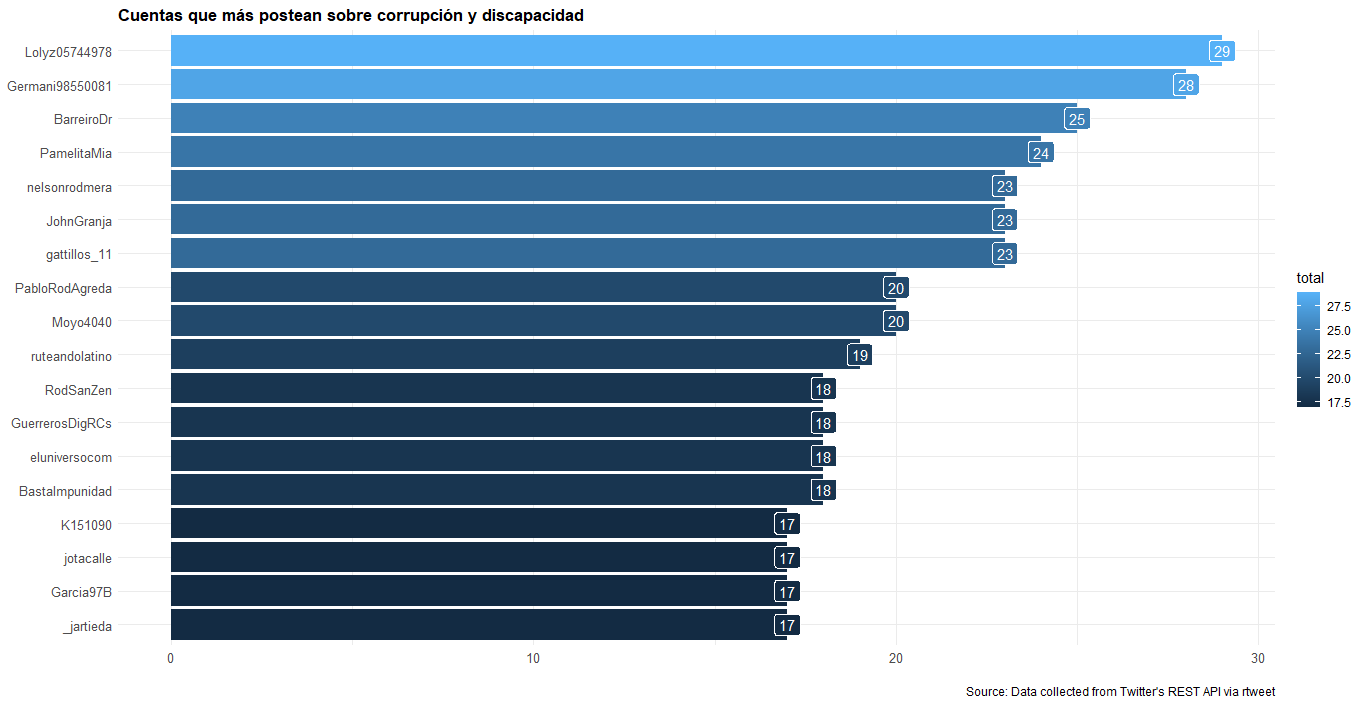 Cuentas que más postean sobre corrupción y discapacidad
Lolyz05744978 29
Germani98550081 28
BarreiroDr 25
PamelitaMia 24
nelsonrodmera 23
JohnGranja 23
gattillos_11 23
PabloRodAgreda 20
Moyo4040 20
ruteandolatino 19
RodSanZen 18
GuerrerosDigRCs 18
eluniversocom 18
BastaImpunidad 18
K151090 17
jotacalle 17
Garcia97B 17
_jartieda 17
0 10 20 30
total
27.5
25.0
22.5
20.0
17.5
Source: Data collected from Twitter's REST API via rtweet